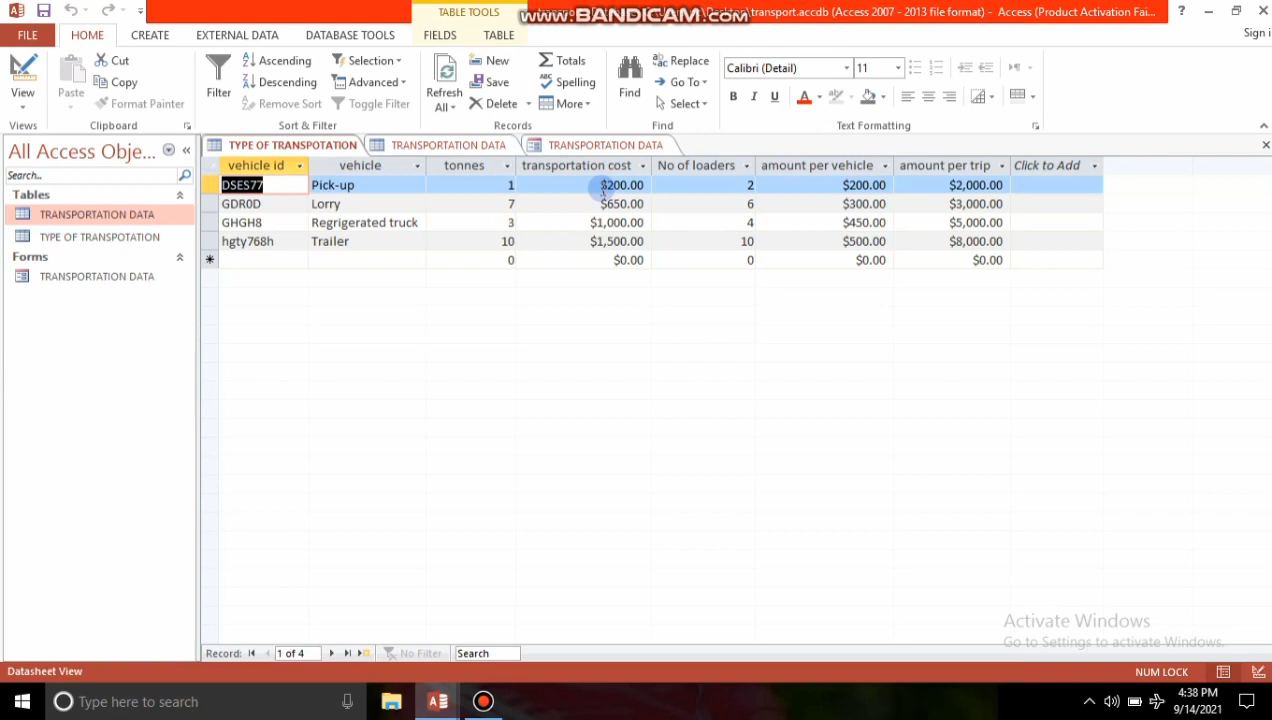 TABLE TOOLS
www.BANDICAM.com
transport.accdb (Access 2007 - 2013 file format) - Access (Product Activation Fai...
?
FILE HOME CREATE EXTERNAL DATA DATABASE TOOLS FIELDS TABLE
Sign i
View
Views
Paste
Cut
Copy
Format Painter
Clipboard
Filter
Ascending
Descending
Remove Sort
Selection
Advanced
Toggle Filter
Sort & Filter
Refresh
All
New
Save
Delete
Totals
Spelling
More
Records
Find
Replace
Go To
Select
Find
Calibri (Detail) 11
B I U A
Text Formatting
All Access Obje...
Search..
Tables
TRANSPORTATION DATA
TYPE OF TRANSPOTATION
Forms
TRANSPORTATION DATA
TYPE OF TRANSPOTATION TRANSPORTATION DATA TRANSPORTATION DATA
vehicle id vehicle tonnes transportation cost No of loaders amount per vehicle amount per trip Click to Add
DSES77 Pick-up 1 $200.00 2 $200.00 $2,000.00
GDR0D Lorry 7 $650.00 6 $300.00 $3,000.00
GHGH8 Regrigerated truck 3 $1,000.00 4 $450.00 $5,000.00
hgty768h Trailer 10 $1,500.00 10 $500.00 $8,000.00
0 $0.00 0 $0.00 $0.00
Activate Windows
Go to Settings to activate Windows.
Record: 1 of 4 No Filter Search
Datasheet View
NUM LOCK
Type here to search
4:38 PM
9/14/2021